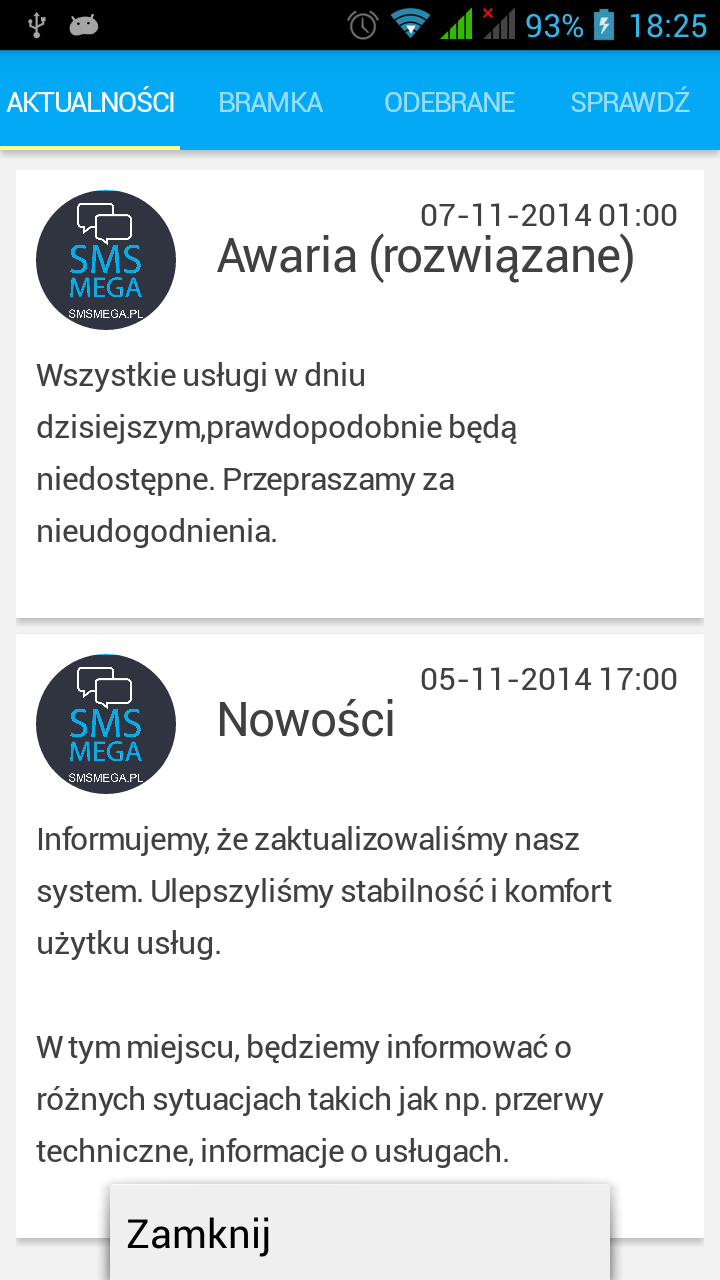 93% 18:25
AKTUALNOŚCI BRAMKA ODEBRANE SPRAWDŹ
07-11-2014 01:00
Awaria (rozwiązane)
SMS
MEGA
SMSMEGA.PL
Wszystkie usługi w dniu
dzisiejszym,prawdopodobnie będą
niedostępne. Przepraszamy za
nieudogodnienia.
05-11-2014 17:00
Nowości
SMS
MEGA
SMSMEGA.PL
Informujemy, że zaktualizowaliśmy nasz
system. Ulepszyliśmy stabilność i komfort
użytku usług.
W tym miejscu, będziemy informować o
różnych sytuacjach takich jak np. przerwy
techniczne, informacje o usługach.
Zamknij